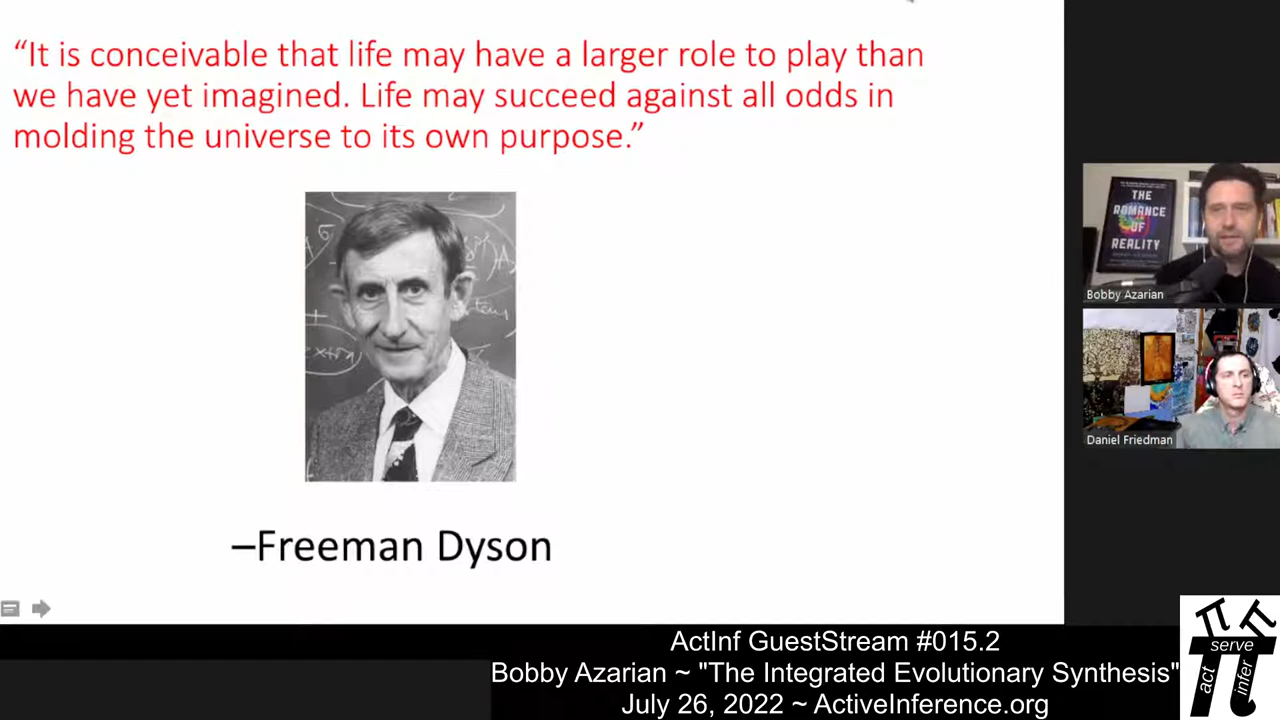 “It is conceivable that life may have a larger role to play than
we have yet imagined. Life may succeed against all odds in
molding the universe to its own purpose.”
–Freeman Dyson
THE
ROMANCE
OF
REALITY
Bobby Azarian
Daniel Friedman
ActInf GuestStream #015.2
Bobby Azarian ~ "The Integrated Evolutionary Synthesis"
July 26, 2022 ~ ActiveInference.org
act
serve
infer